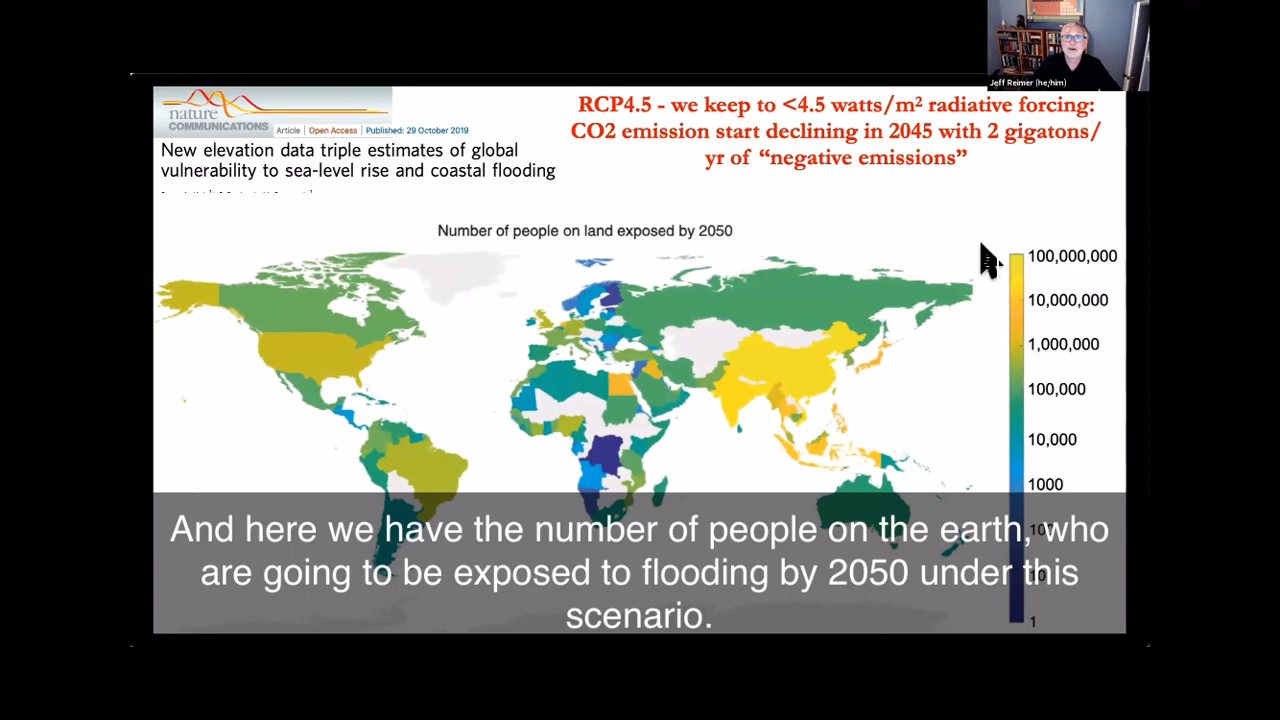 Jeff Reimer (he/him)
nature
COMMUNICATIONS
Article | Open Access | Published: 29 October 2019
New elevation data triple estimates of global
vulnerability to sea-level rise and coastal flooding
RCP4.5 - we keep to <4.5 watts/m² radiative forcing:
CO2 emission start declining in 2045 with 2 gigatons/
yr of “negative emissions”
Number of people on land exposed by 2050
100,000,000
10,000,000
1,000,000
100,000
10,000
1000
100
10
1
And here we have the number of people on the earth, who
are going to be exposed to flooding by 2050 under this
scenario.